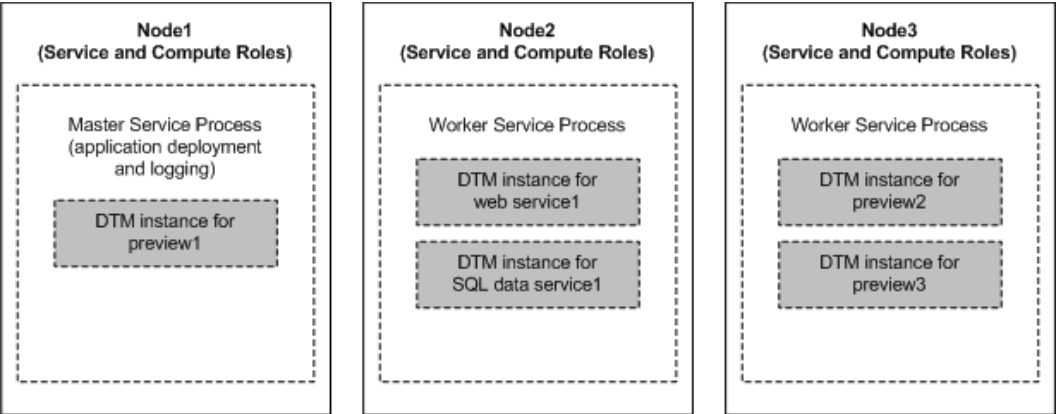 Node1
(Service and Compute Roles)
Master Service Process
(application deployment
and logging)
DTM instance for
preview1
Node2
(Service and Compute Roles)
Worker Service Process
DTM instance for
web service1
DTM instance for
SQL data service1
Node3
(Service and Compute Roles)
Worker Service Process
DTM instance for
preview2
DTM instance for
preview3